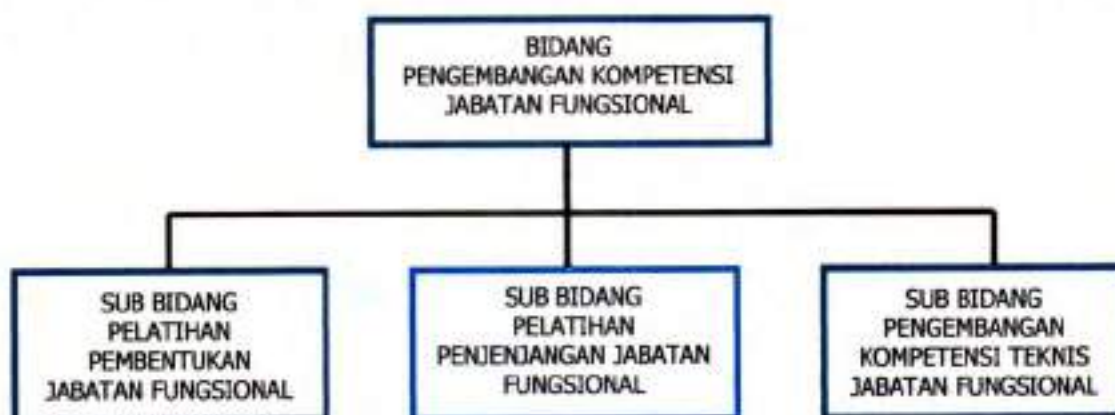 BIDANG
PENGEMBANGAN KOMPETENSI
JABATAN FUNGSIONAL
SUB BIDANG
PELATIHAN
PEMBENTUKAN
JABATAN FUNGSIONAL
SUB BIDANG
PELATIHAN
PENJENJANGAN JABATAN
FUNGSIONAL
SUB BIDANG
PENGEMBANGAN
KOMPETENSI TEKNIS
JABATAN FUNGSIONAL